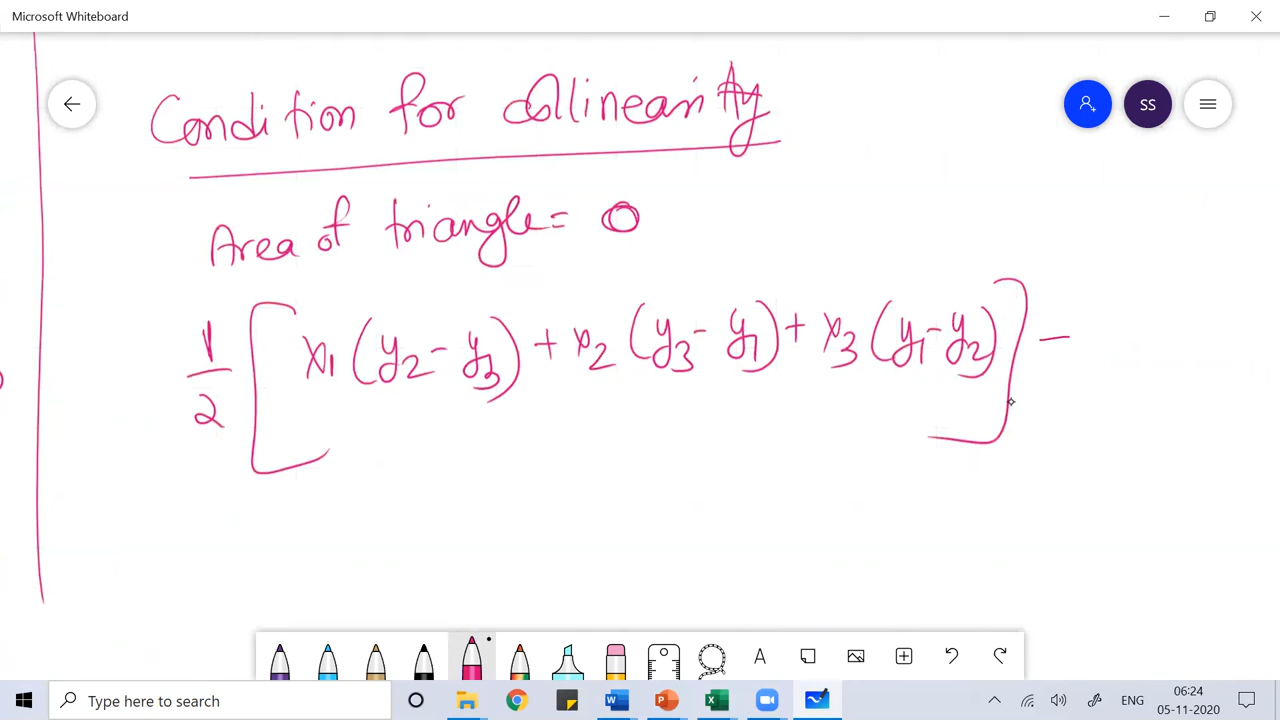 Microsoft Whiteboard
Condition for collinearity
SS
Area of triangle = 0
1/2 [ x1 (y2 - y3) + x2 (y3 - y1) + x3 (y1 - y2) ] -
A
Type here to search
ENG
06:24
05-11-2020